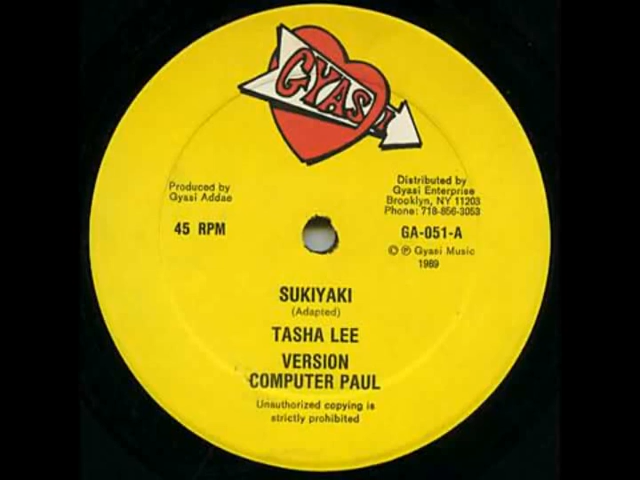 GYASI
Produced by
Gyasi Addae
45 RPM
Distributed by
Gyasi Enterprise
Brooklyn, NY 11203
Phone: 718-856-3053
GA-051-A
© ℗ Gyasi Music
1989
SUKIYAKI
(Adapted)
TASHA LEE
VERSION
COMPUTER PAUL
Unauthorized copying is
strictly prohibited